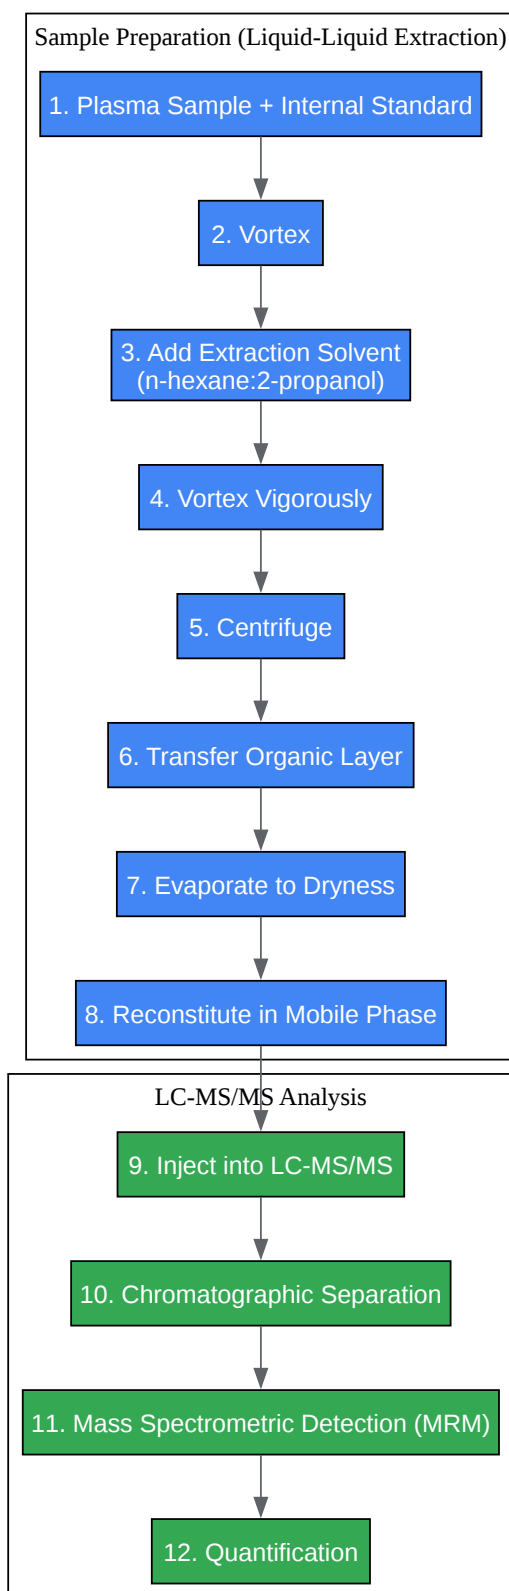 Sample Preparation (Liquid-Liquid Extraction)
1. Plasma Sample + Internal Standard
2. Vortex
3. Add Extraction Solvent
(n-hexane:2-propanol)
4. Vortex Vigorously
5. Centrifuge
6. Transfer Organic Layer
7. Evaporate to Dryness
8. Reconstitute in Mobile Phase
LC-MS/MS Analysis
9. Inject into LC-MS/MS
10. Chromatographic Separation
11. Mass Spectrometric Detection (MRM)
12. Quantification